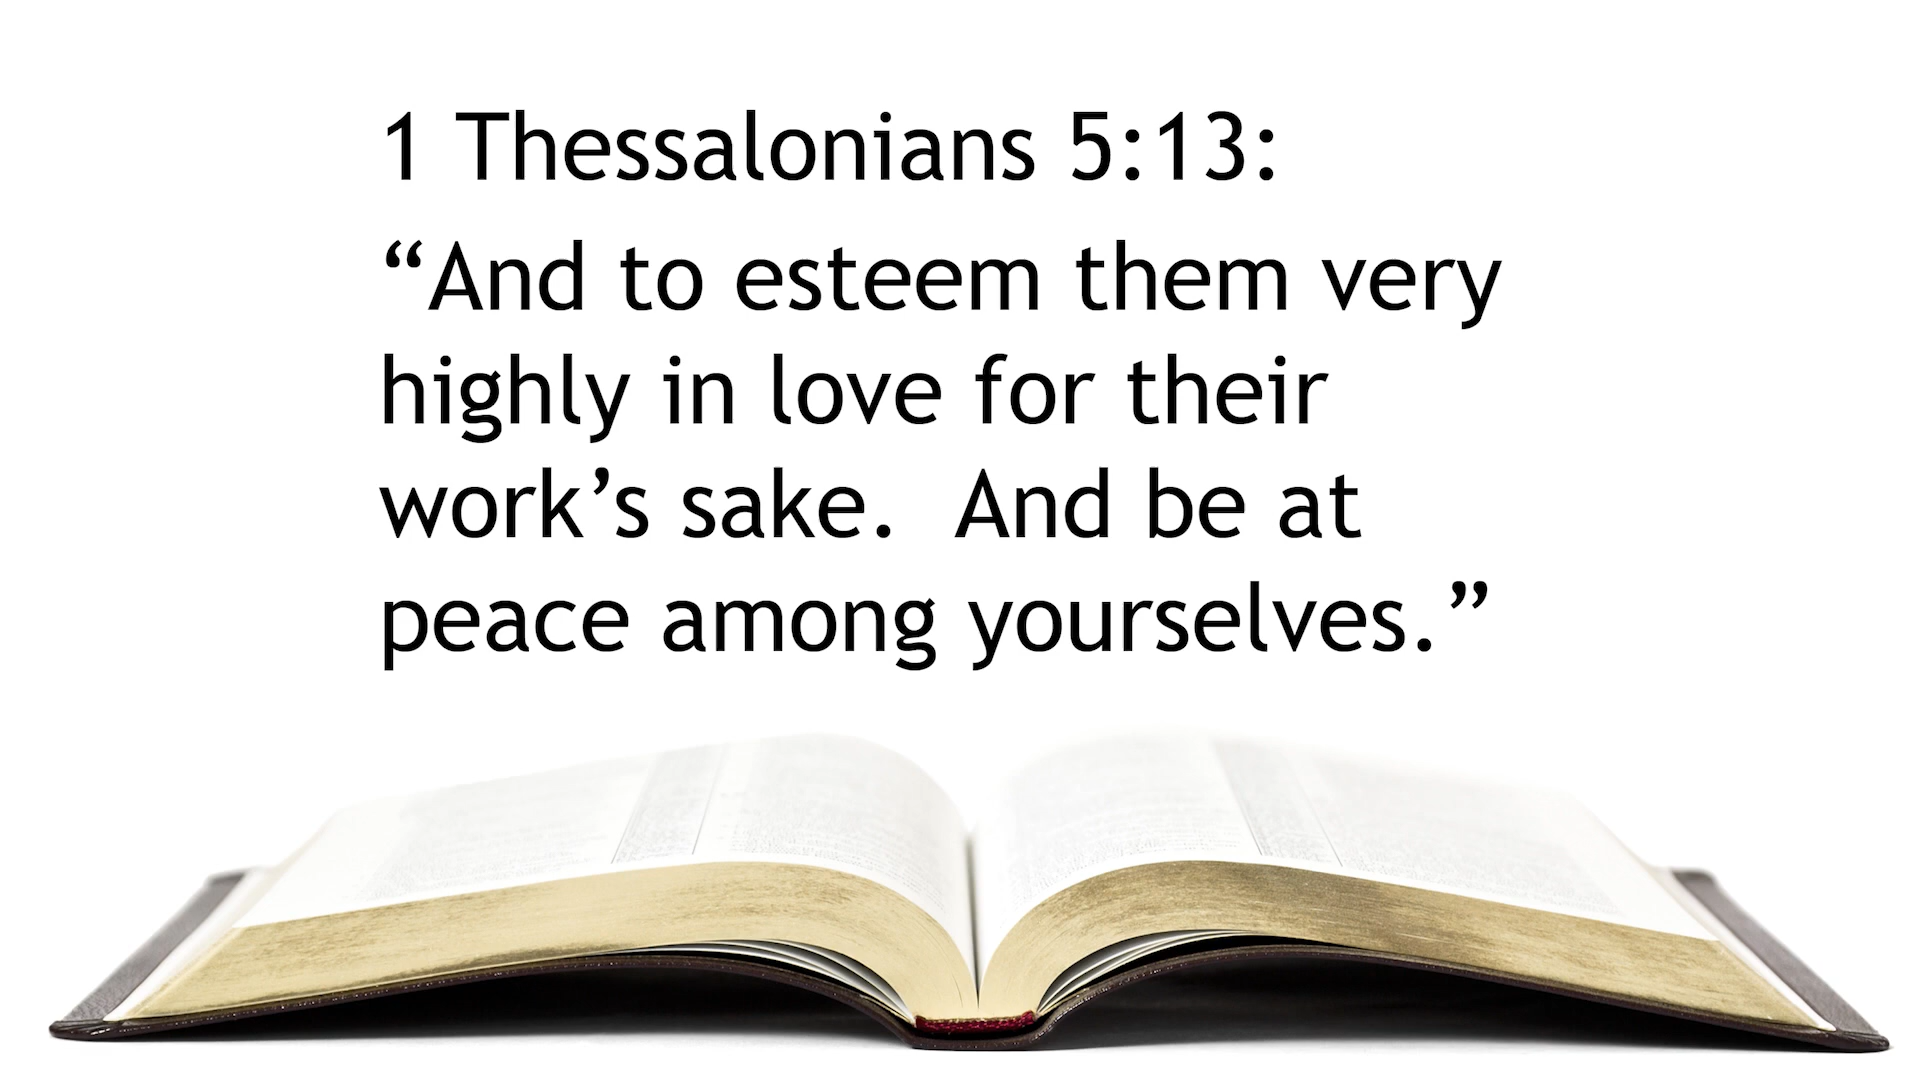 1 Thessalonians 5:13:
“And to esteem them very
highly in love for their
work’s sake.  And be at
peace among yourselves.”